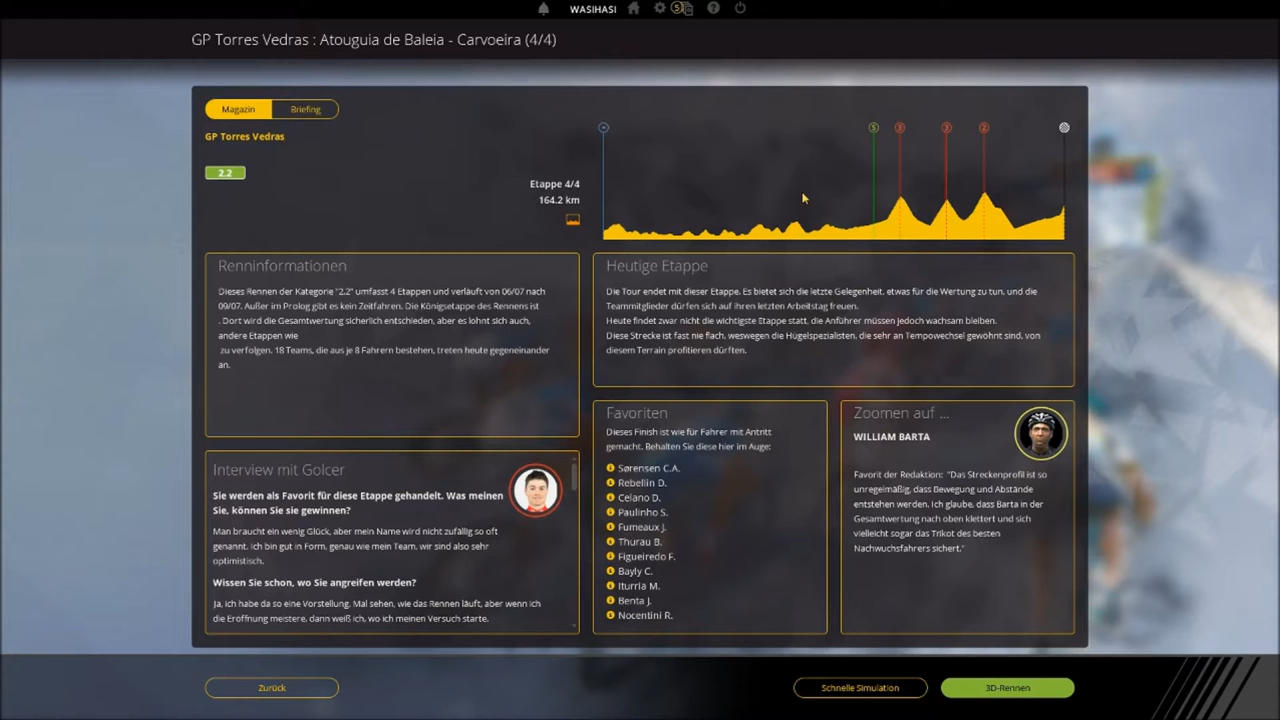 WASIHASI
5
?
GP Torres Vedras : Atouguia de Baleia - Carvoeira (4/4)
Magazin
Briefing
GP Torres Vedras
2.2
Etappe 4/4
164.2 km
S
3
3
2
Renninformationen
Dieses Rennen der Kategorie "2.2" umfasst 4 Etappen und verläuft von 06/07 nach
09/07. Außer im Prolog gibt es kein Zeitfahren. Die Königsetappe des Rennens ist
. Dort wird die Gesamtwertung sicherlich entschieden, aber es lohnt sich auch,
andere Etappen wie
zu verfolgen. 18 Teams, die aus je 8 Fahrern bestehen, treten heute gegeneinander
an.
Heutige Etappe
Die Tour endet mit dieser Etappe. Es bietet sich die letzte Gelegenheit, etwas für die Wertung zu tun, und die
Teammitglieder dürfen sich auf ihren letzten Arbeitstag freuen.
Heute findet zwar nicht die wichtigste Etappe statt, die Anführer müssen jedoch wachsam bleiben.
Diese Strecke ist fast nie flach, weswegen die Hügelspezialisten, die sehr an Tempowechsel gewöhnt sind, von
diesem Terrain profitieren dürften.
Interview mit Golcer
Sie werden als Favorit für diese Etappe gehandelt. Was meinen
Sie, können Sie sie gewinnen?
Man braucht ein wenig Glück, aber mein Name wird nicht zufällig so oft
genannt. Ich bin gut in Form, genau wie mein Team, wir sind also sehr
optimistisch.
Wissen Sie schon, wo Sie angreifen werden?
Ja, ich habe da so eine Vorstellung. Mal sehen, wie das Rennen läuft, aber wenn ich
die Eröffnung meistere, dann weiß ich, wo ich meinen Versuch starte.
Favoriten
Dieses Finish ist wie für Fahrer mit Antritt
gemacht. Behalten Sie diese hier im Auge:
Sørensen C.A.
Rebellin D.
Celano D.
Paulinho S.
Fumeaux J.
Thurau B.
Figueiredo F.
Bayly C.
Iturria M.
Benta J.
Nocentini R.
Zoomen auf ...
WILLIAM BARTA
Favorit der Redaktion: "Das Streckenprofil ist so
unregelmäßig, dass Bewegung und Abstände
entstehen werden. Ich glaube, dass Barta in der
Gesamtwertung nach oben klettert und sich
vielleicht sogar das Trikot des besten
Nachwuchsfahrers sichert."
Zurück
Schnelle Simulation
3D-Rennen